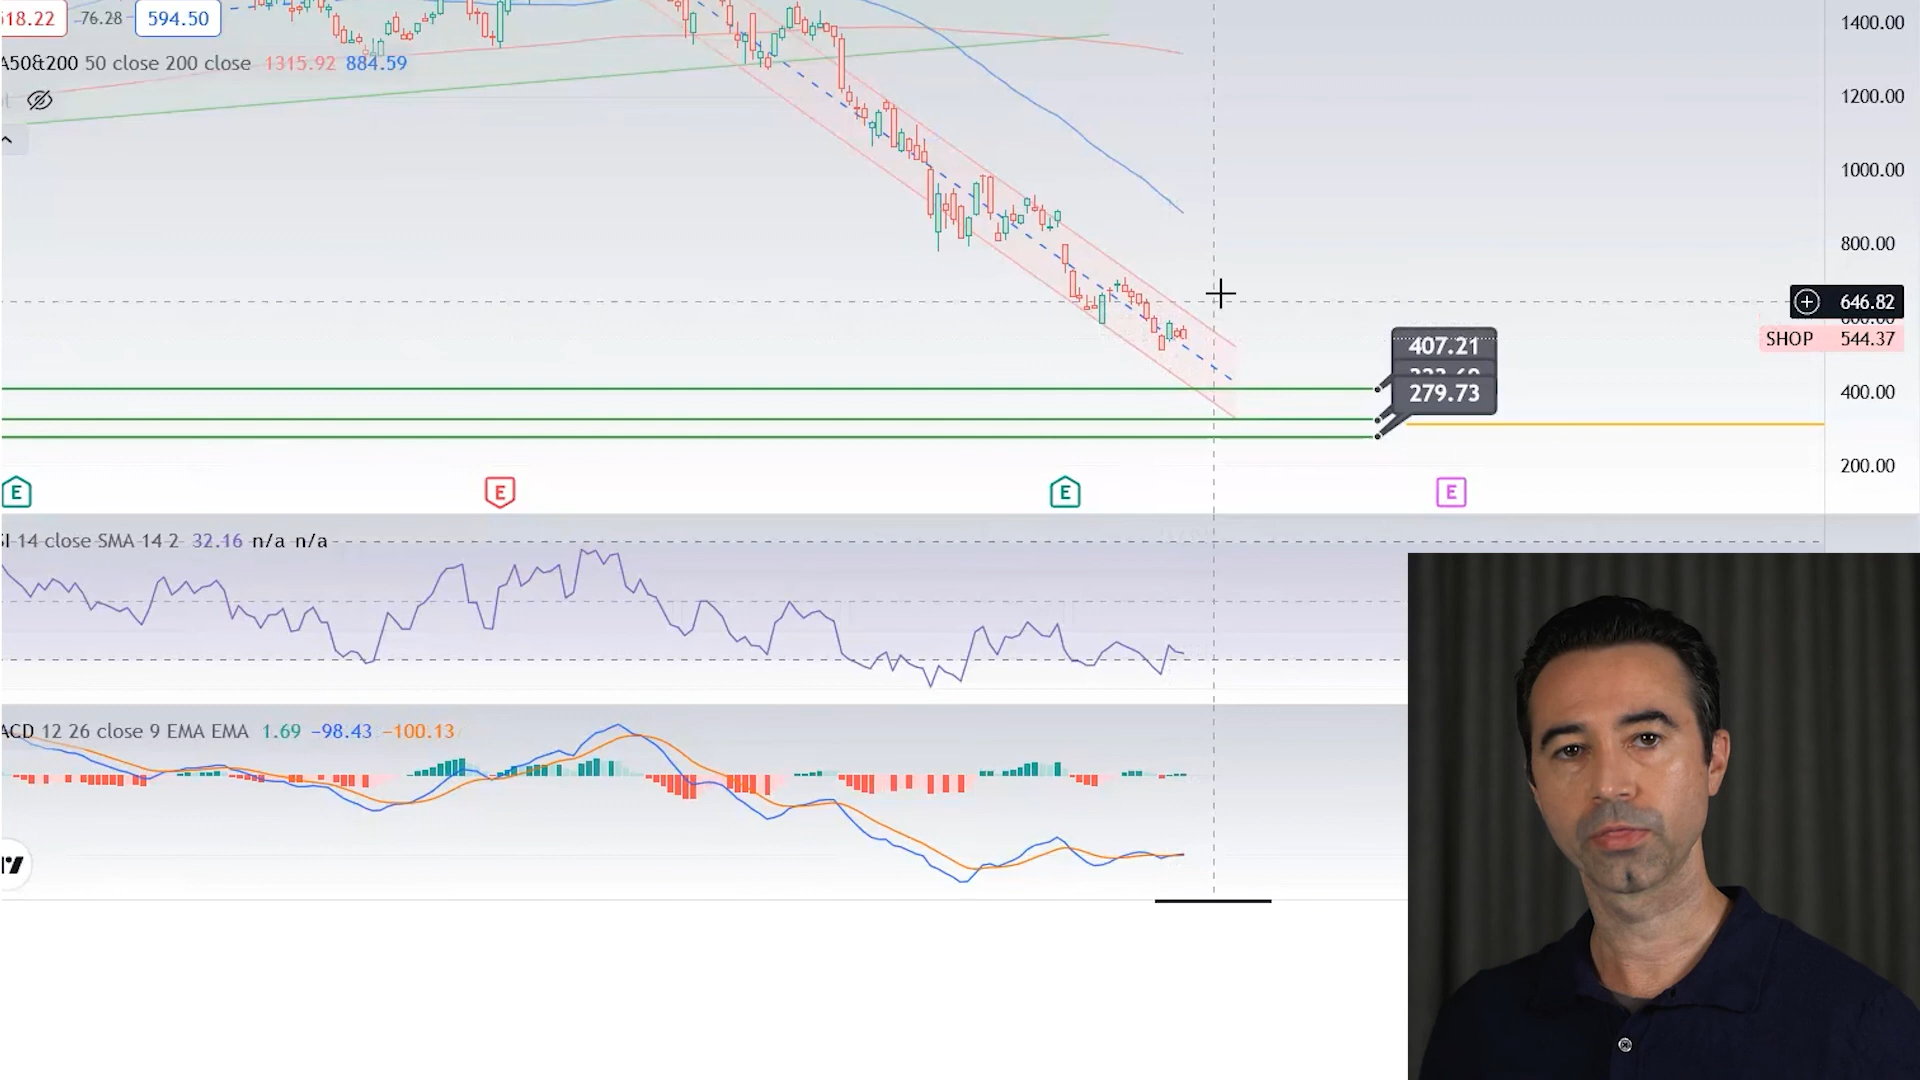 518.22 76.28 594.50
A50&200 50 close 200 close 1315.92 884.59
1400.00
1200.00
1000.00
800.00
646.82
SHOP 544.37
407.21
279.73
400.00
200.00
E E E E
SI 14 close SMA 14 2 32.16 n/a n/a
ACD 12 26 close 9 EMA EMA 1.69 −98.43 −100.13